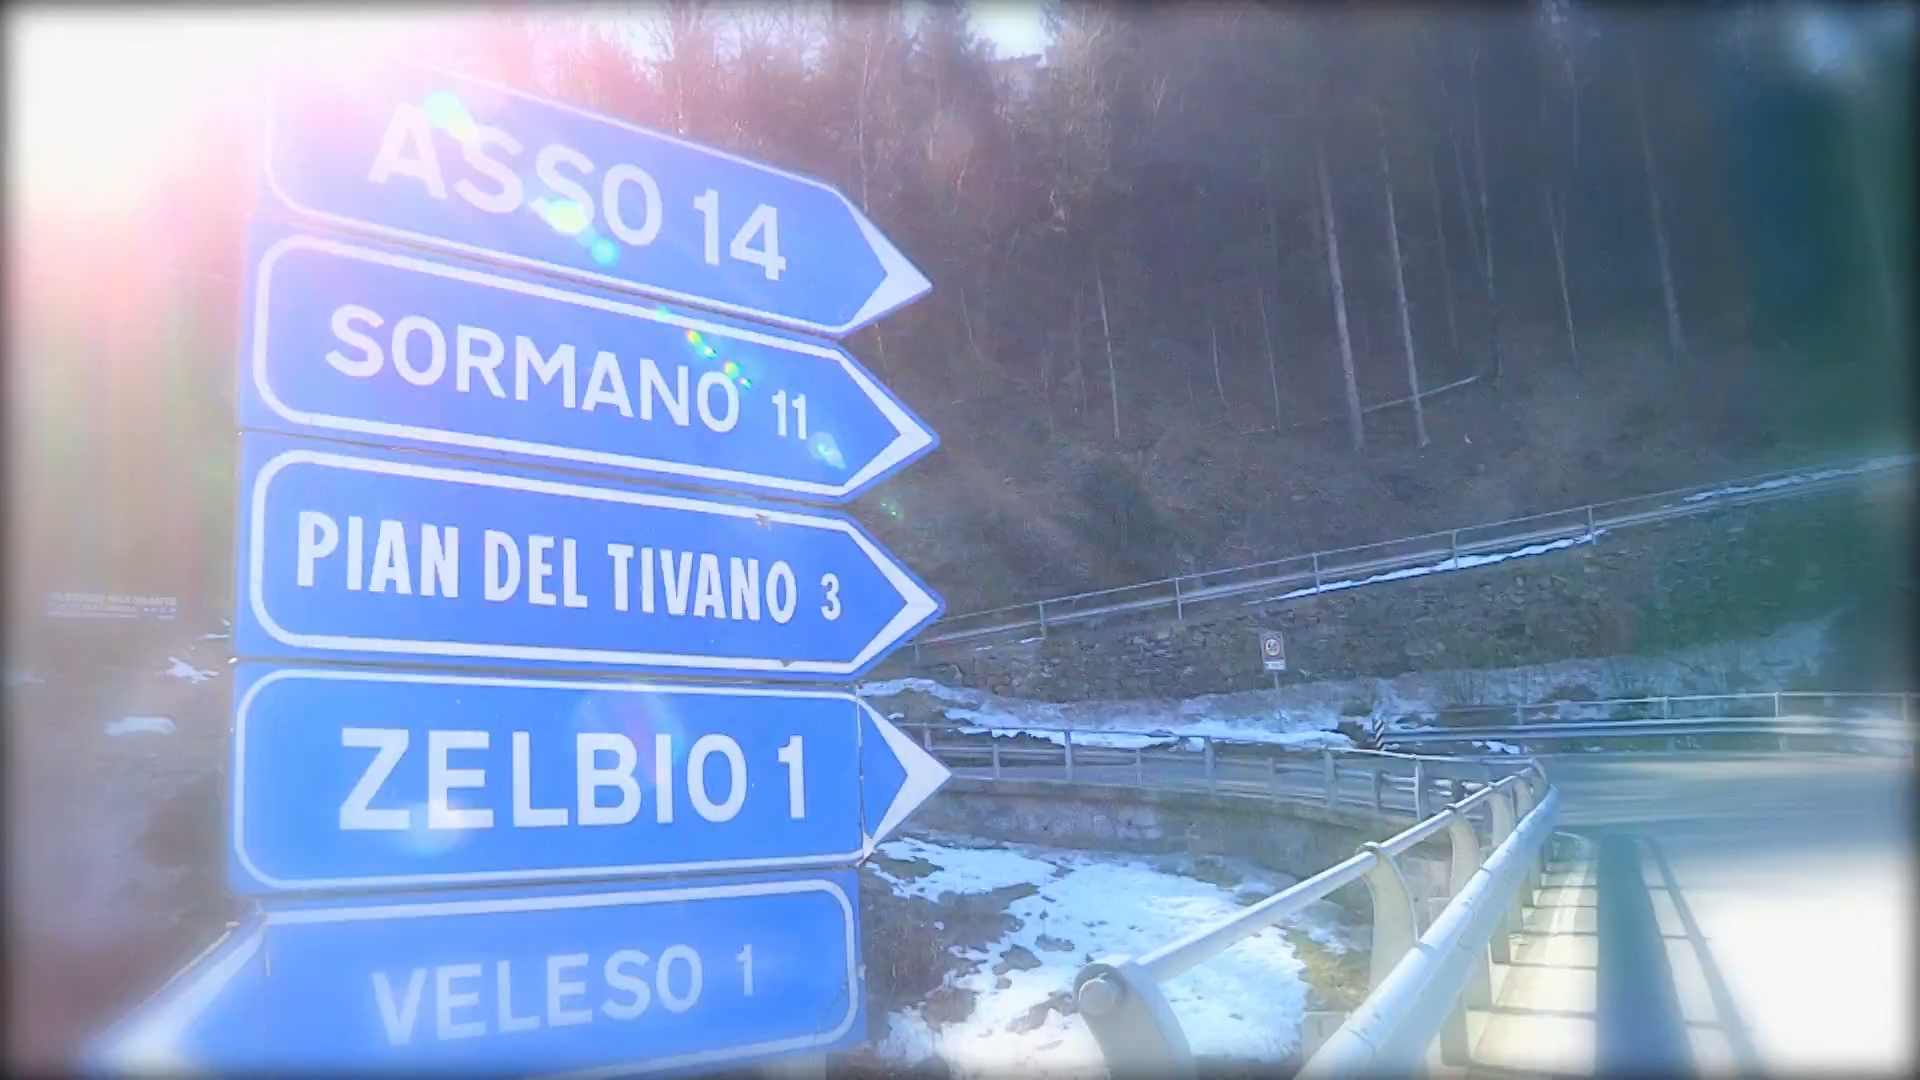 ASSO 14
SORMANO 11
PIAN DEL TIVANO 3
ZELBIO 1
VELESO 1